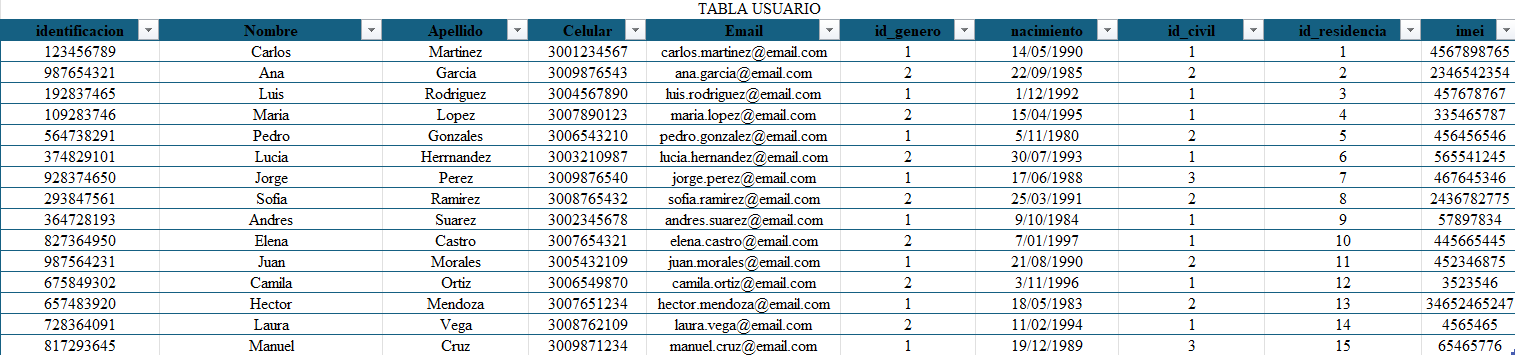 TABLA USUARIO
identificacion Nombre Apellido Celular Email id_genero nacimiento id_civil id_residencia imei
123456789 Carlos Martinez 3001234567 carlos.martinez@email.com 1 14/05/1990 1 1 4567898765
987654321 Ana Garcia 3009876543 ana.garcia@email.com 2 22/09/1985 2 2 2346542354
192837465 Luis Rodriguez 3004567890 luis.rodriguez@email.com 1 1/12/1992 1 3 457678767
109283746 Maria Lopez 3007890123 maria.lopez@email.com 2 15/04/1995 1 4 335465787
564738291 Pedro Gonzales 3006543210 pedro.gonzalez@email.com 1 5/11/1980 2 5 456456546
374829101 Lucia Herrnandez 3003210987 lucia.hernandez@email.com 2 30/07/1993 1 6 565541245
928374650 Jorge Perez 3009876540 jorge.perez@email.com 1 17/06/1988 3 7 467645346
293847561 Sofia Ramirez 3008765432 sofia.ramirez@email.com 2 25/03/1991 2 8 2436782775
364728193 Andres Suarez 3002345678 andres.suarez@email.com 1 9/10/1984 1 9 57897834
827364950 Elena Castro 3007654321 elena.castro@email.com 2 7/01/1997 1 10 445665445
987564231 Juan Morales 3005432109 juan.morales@email.com 1 21/08/1990 2 11 452346875
675849302 Camila Ortiz 3006549870 camila.ortiz@email.com 2 3/11/1996 1 12 3523546
657483920 Hector Mendoza 3007651234 hector.mendoza@email.com 1 18/05/1983 2 13 34652465247
728364091 Laura Vega 3008762109 laura.vega@email.com 2 11/02/1994 1 14 4565465
817293645 Manuel Cruz 3009871234 manuel.cruz@email.com 1 19/12/1989 3 15 65465776